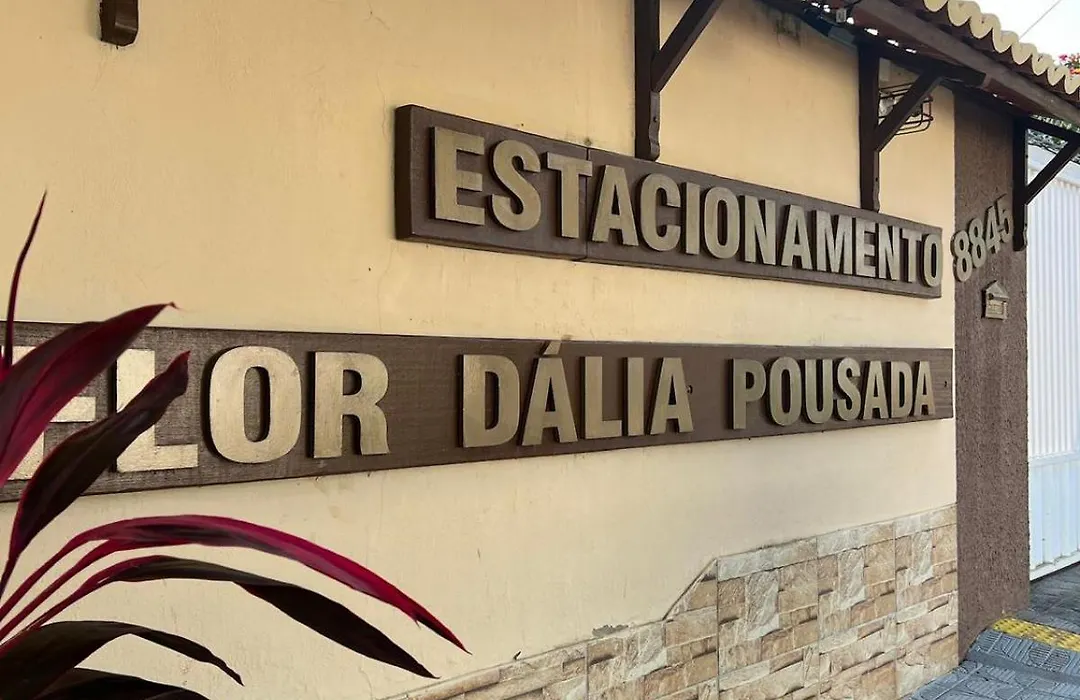 ESTACIONAMENTO
8845
FLOR DÁLIA POUSADA